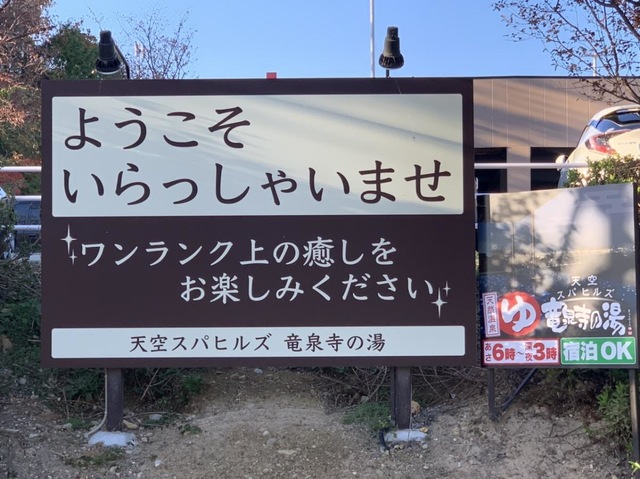 ようこそ
いらっしゃいませ
ワンランク上の癒しを
お楽しみください
天空スパヒルズ 竜泉寺の湯
天空
スパヒルズ
竜泉寺の湯
天然温泉
ゆ
あさ6時~深夜3時
宿泊OK